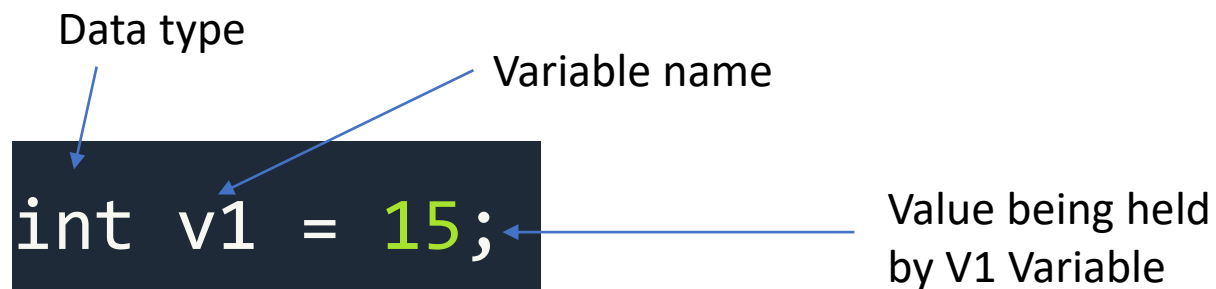 Data type
Variable name
int v1 = 15;
Value being held
by V1 Variable